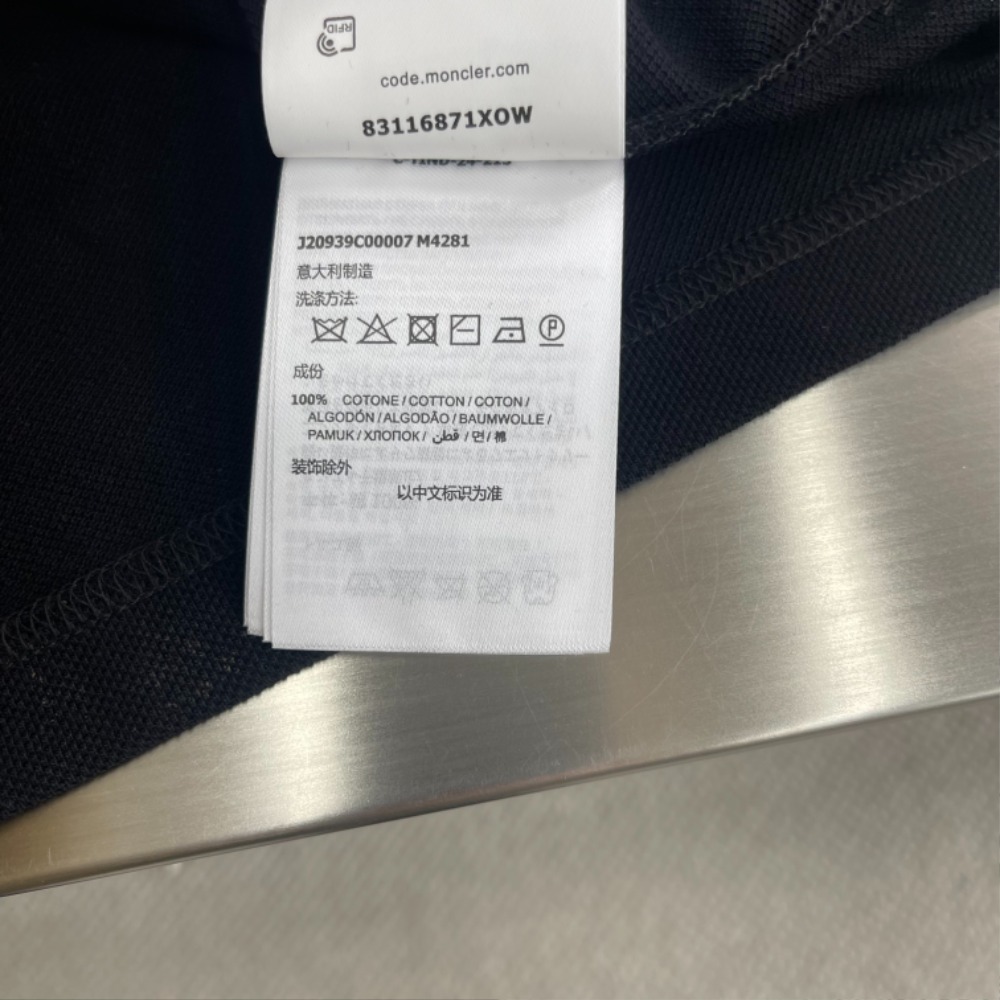 RFID
code.moncler.com
83116871XOW
J20939C00007 M4281
意大利制造
洗涤方法:
P
成份
100% COTONE / COTTON / COTON /
ALGODÓN / ALGODÃO / BAUMWOLLE /
PAMUK / ХЛОПОК / قطن / 면 / 棉
装饰除外
以中文标识为准